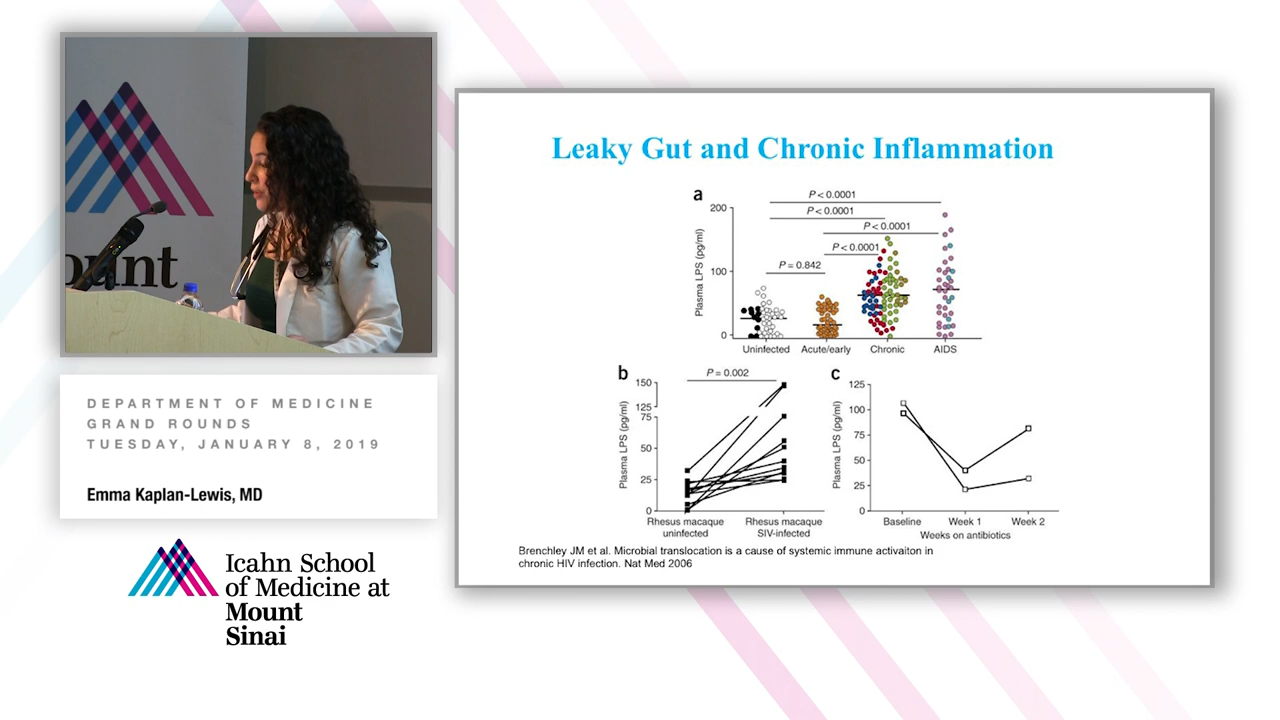 ount
DEPARTMENT OF MEDICINE
GRAND ROUNDS
TUESDAY, JANUARY 8, 2019
Emma Kaplan-Lewis, MD
Icahn School
of Medicine at
Mount
Sinai
Leaky Gut and Chronic Inflammation
a
P < 0.0001
P < 0.0001
P < 0.0001
P < 0.0001
P = 0.842
Plasma LPS (pg/ml)
200
100
0
Uninfected Acute/early Chronic AIDS
b
P = 0.002
Plasma LPS (pg/ml)
150
125
75
50
25
0
Rhesus macaque uninfected
Rhesus macaque SIV-infected
c
Plasma LPS (pg/ml)
125
100
75
50
25
0
Baseline Week 1 Week 2
Weeks on antibiotics
Brenchley JM et al. Microbial translocation is a cause of systemic immune activaiton in
chronic HIV infection. Nat Med 2006